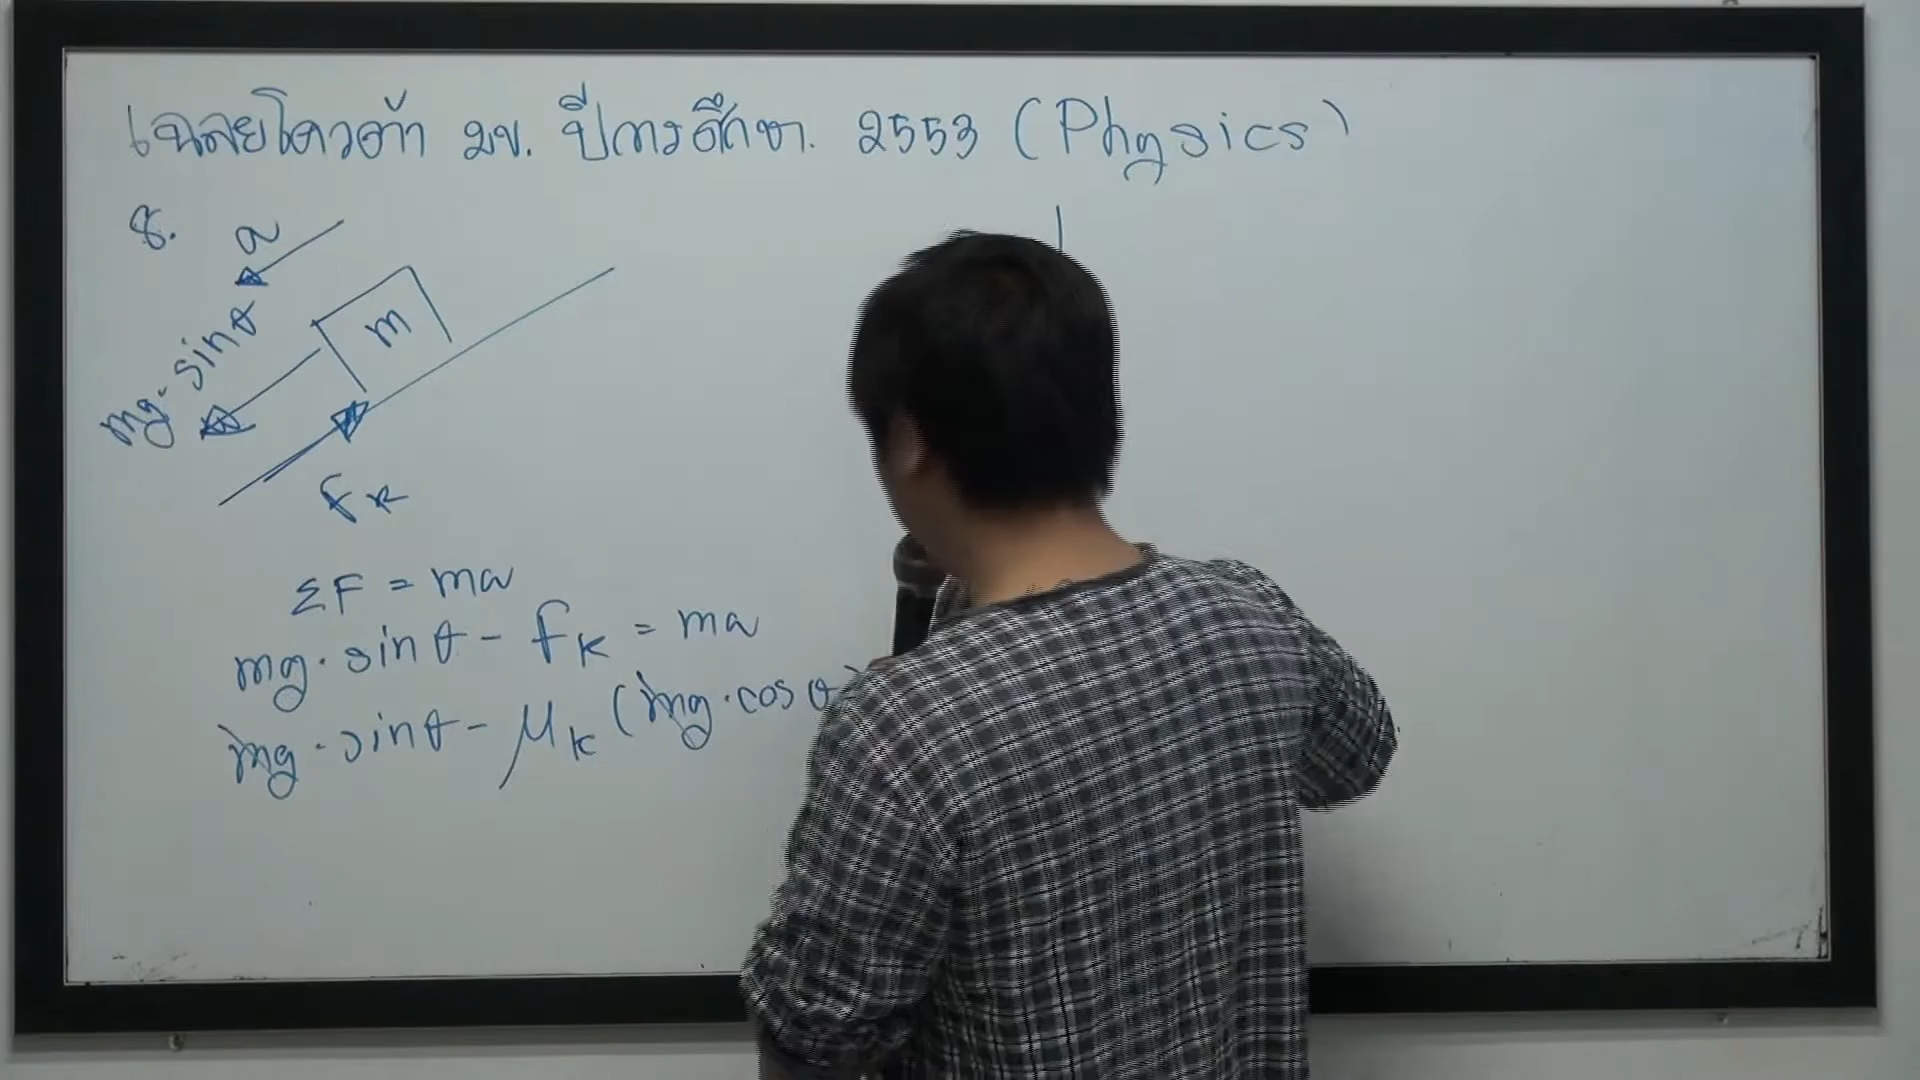 เฉลยโควต้า มข. ปีการศึกษา. 2553 (Physics)
8.
a
m
mg·sinθ
fk
ΣF = ma
mg·sinθ - fk = ma
mg·sinθ - μk (mg·cosθ)